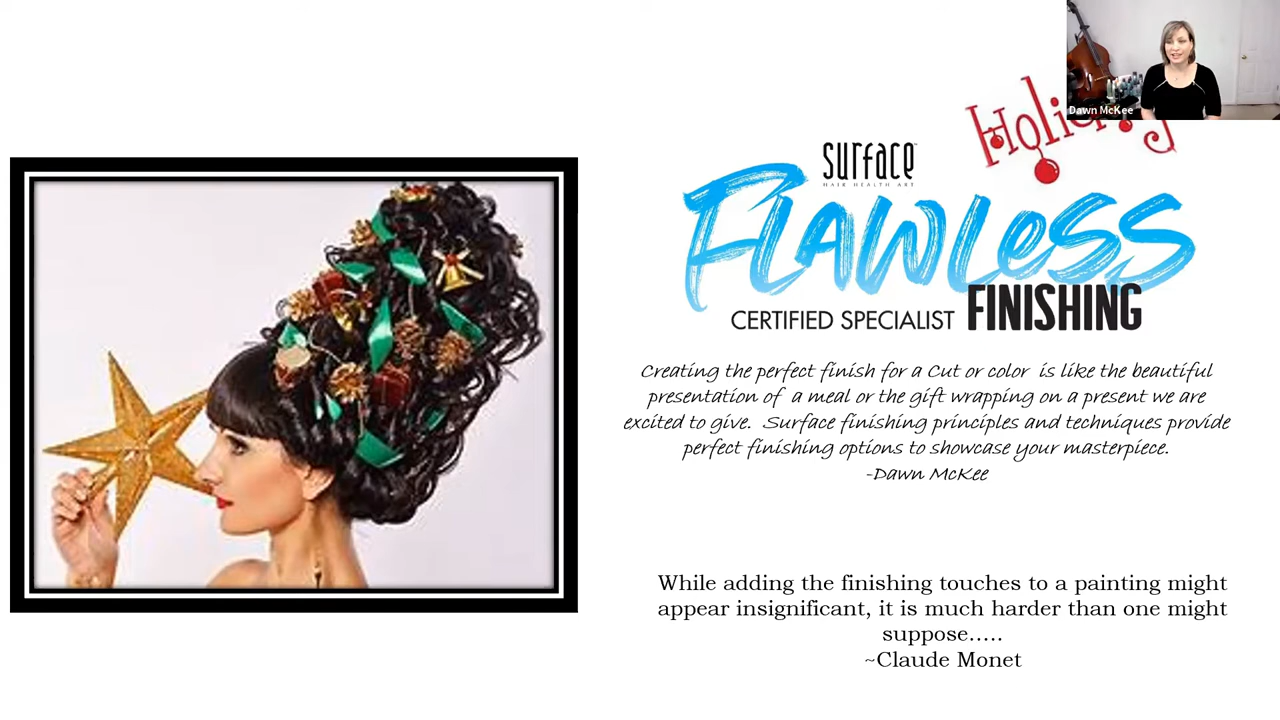 Dawn McKee
Holiday
surface™
HAIR HEALTH ART
FLAWLESS
CERTIFIED SPECIALIST FINISHING
Creating the perfect finish for a Cut or color is like the beautiful
presentation of a meal or the gift wrapping on a present we are
excited to give. Surface finishing principles and techniques provide
perfect finishing options to showcase your masterpiece.
-Dawn McKee
While adding the finishing touches to a painting might
appear insignificant, it is much harder than one might
suppose.....
~Claude Monet